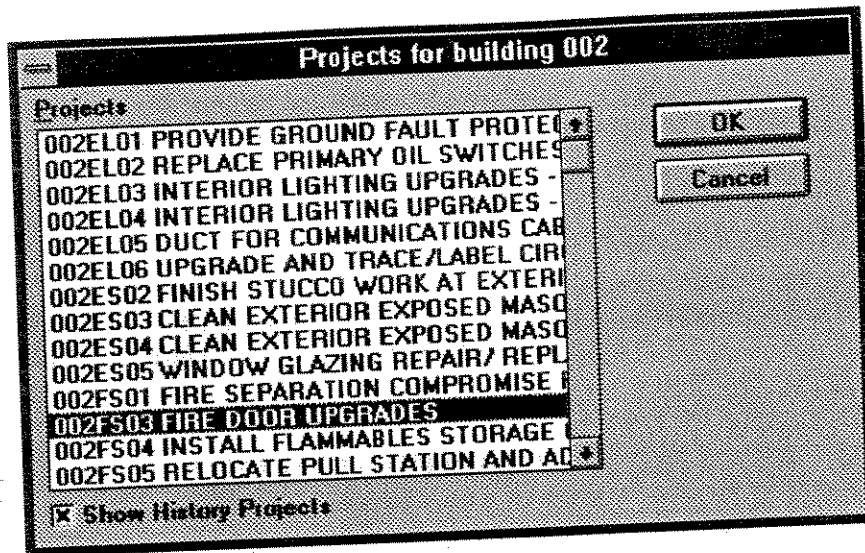 Projects for building 002
Projects
002EL01 PROVIDE GROUND FAULT PROTEC
002EL02 REPLACE PRIMARY OIL SWITCHES
002EL03 INTERIOR LIGHTING UPGRADES -
002EL04 INTERIOR LIGHTING UPGRADES -
002EL05 DUCT FOR COMMUNICATIONS CAB
002EL06 UPGRADE AND TRACE/LABEL CIR
002ES02 FINISH STUCCO WORK AT EXTERI
002ES03 CLEAN EXTERIOR EXPOSED MASO
002ES04 CLEAN EXTERIOR EXPOSED MASO
002ES05 WINDOW GLAZING REPAIR/ REPL
002FS01 FIRE SEPARATION COMPROMISE
002FS03 FIRE DOOR UPGRADES
002FS04 INSTALL FLAMMABLES STORAGE
002FS05 RELOCATE PULL STATION AND AD
Show History Projects
OK
Cancel